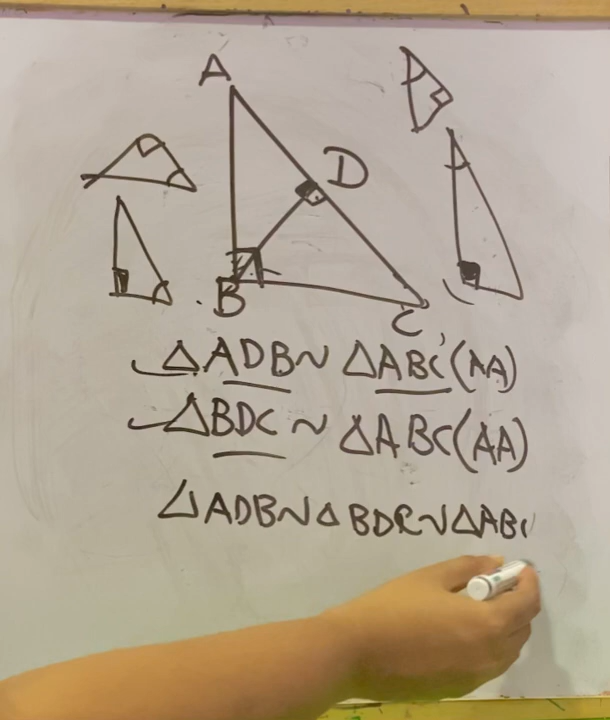 A
D
B
C
△ADB ~ △ABC (AA)
△BDC ~ △ABC (AA)
△ADB ~ △BDC ~ △ABC